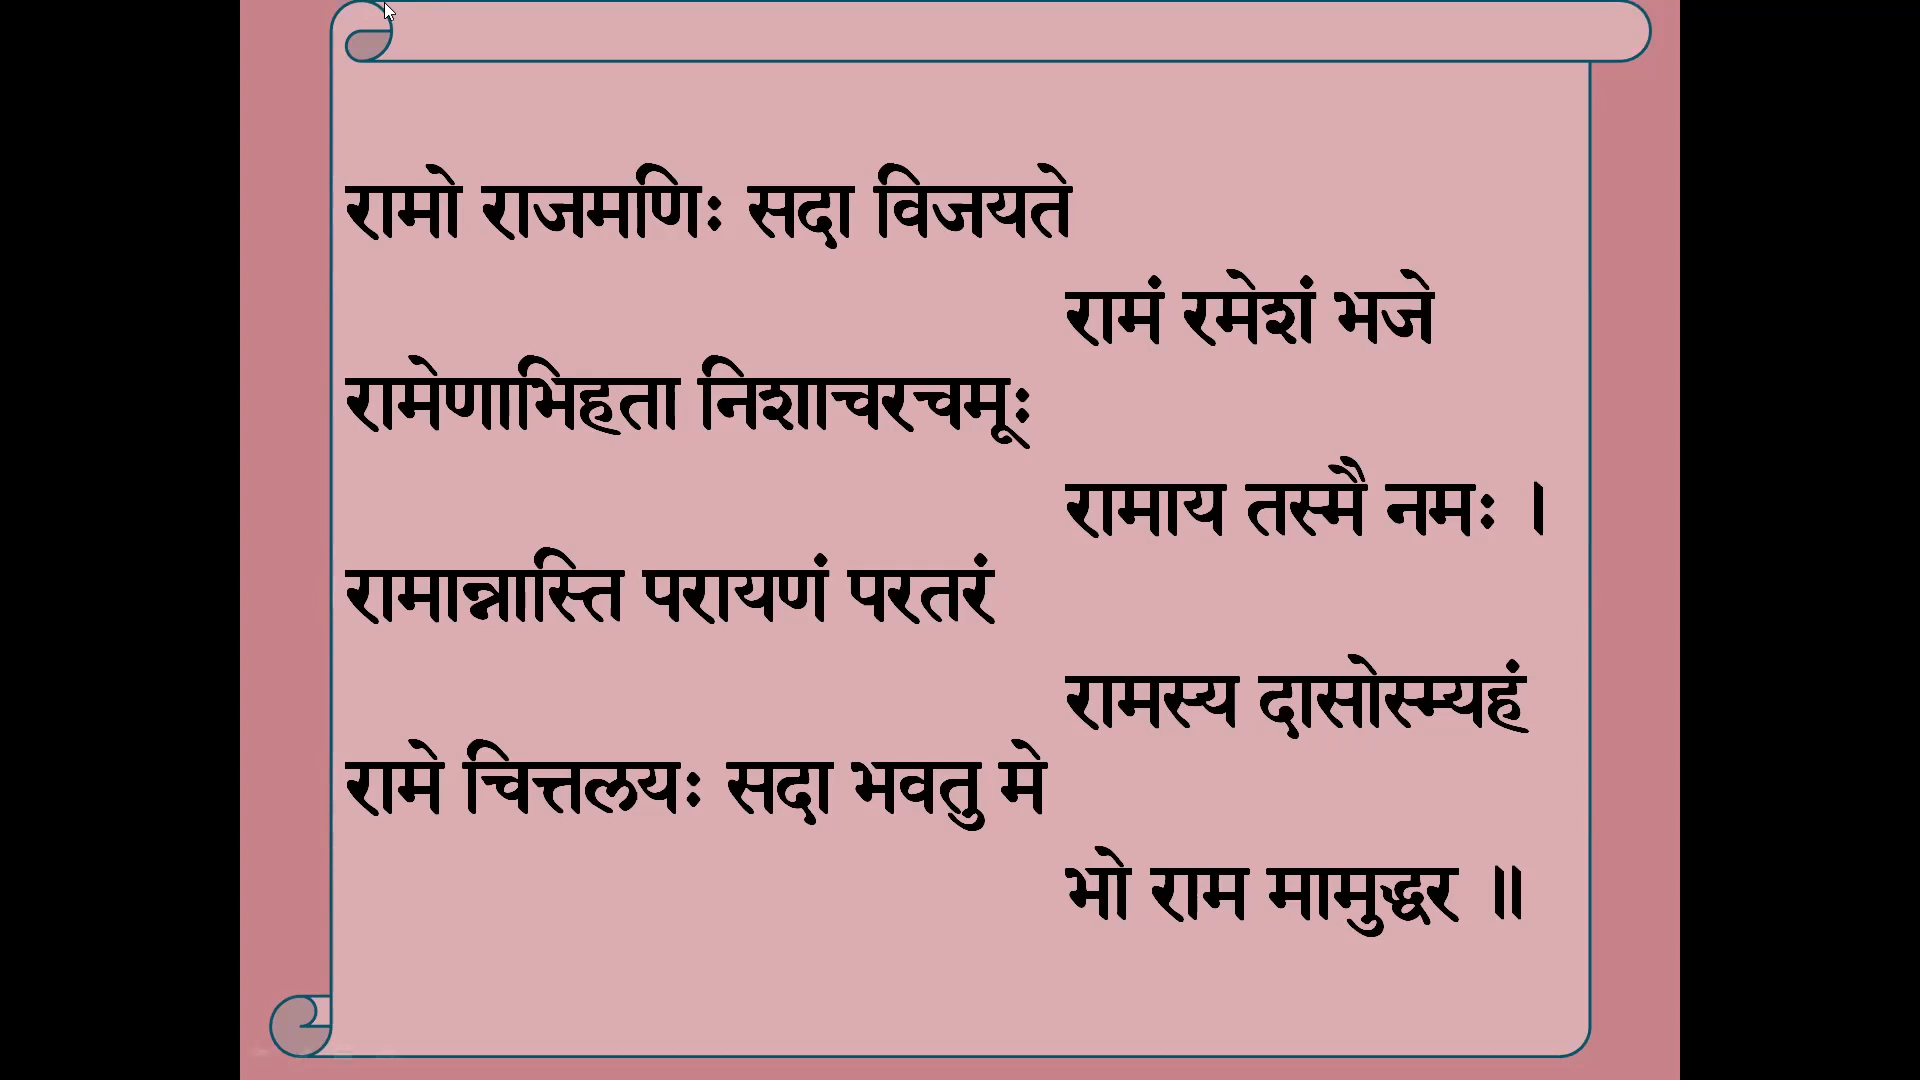 रामो राजमणिः सदा विजयते
रामं रमेशं भजे
रामेणाभिहता निशाचरचमूः
रामाय तस्मै नमः ।
रामान्नास्ति परायणं परतरं
रामस्य दासोस्म्यहं
रामे चित्तलयः सदा भवतु मे
भो राम मामुद्धर ॥